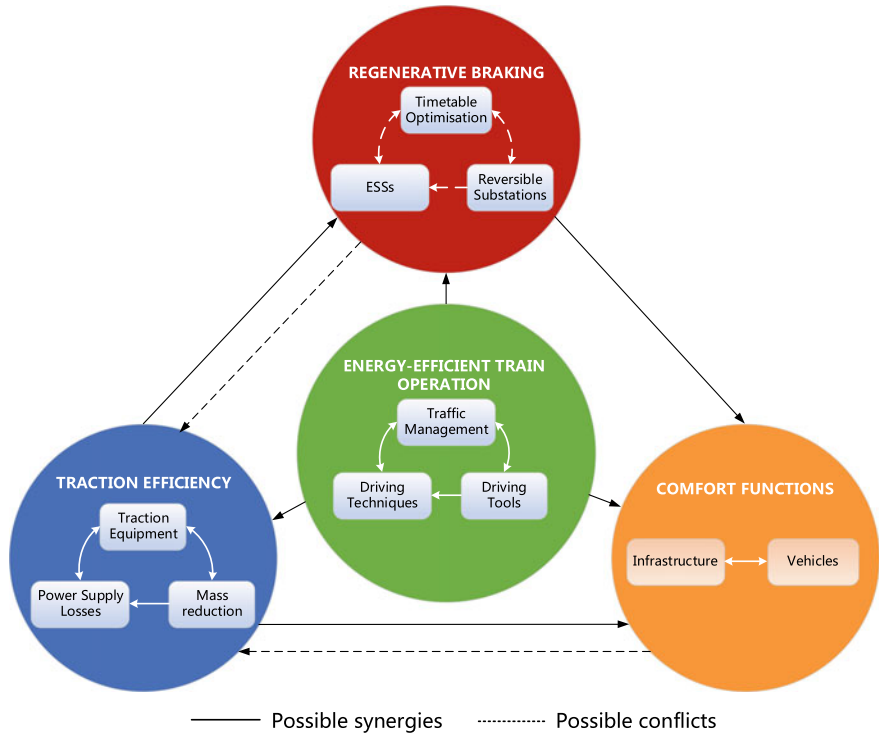 REGENERATIVE BRAKING
Timetable
Optimisation
ESSs
Reversible
Substations
ENERGY-EFFICIENT TRAIN
OPERATION
Traffic
Management
Driving
Techniques
Driving
Tools
TRACTION EFFICIENCY
Traction
Equipment
Power Supply
Losses
Mass
reduction
COMFORT FUNCTIONS
Infrastructure
Vehicles
Possible synergies
Possible conflicts